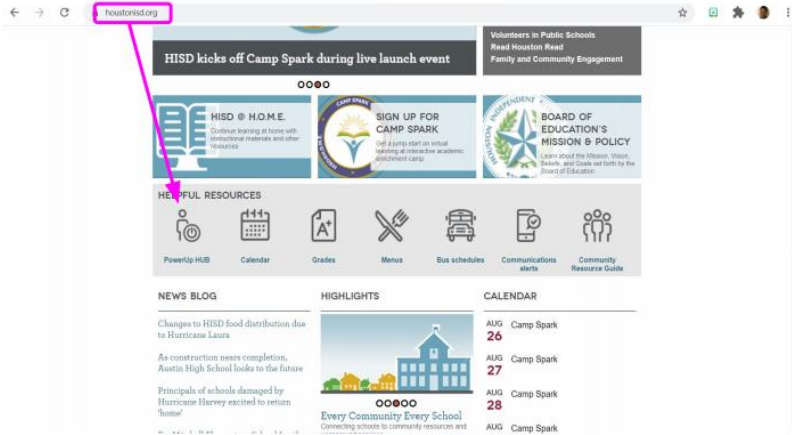 houstonisd.org
HISD kicks off Camp Spark during live launch event
Volunteers in Public Schools
Read Houston Read
Family and Community Engagement
HISD @ H.O.M.E.
Continue learning at home with
instructional materials and other
resources
CAMP SPARK
SIGN UP FOR
CAMP SPARK
Get a jump-start on virtual
learning at interactive academic
enrichment camp
BOARD OF
EDUCATION'S
MISSION & POLICY
Learn about the Mission, Vision,
Beliefs, and Goals set forth by the
Board of Education
HELPFUL RESOURCES
A+
PowerUp HUB
Calendar
Grades
Menus
Bus schedules
Communications
alerts
Community
Resource Guide
NEWS BLOG
Changes to HISD food distribution due
to Hurricane Laura
As construction nears completion,
Austin High School looks to the future
Principals of schools damaged by
Hurricane Harvey excited to return
'home'
HIGHLIGHTS
Every Community Every School
Connecting schools to community resources and
CALENDAR
AUG
26
Camp Spark
AUG
27
Camp Spark
AUG
28
Camp Spark
AUG
Camp Spark